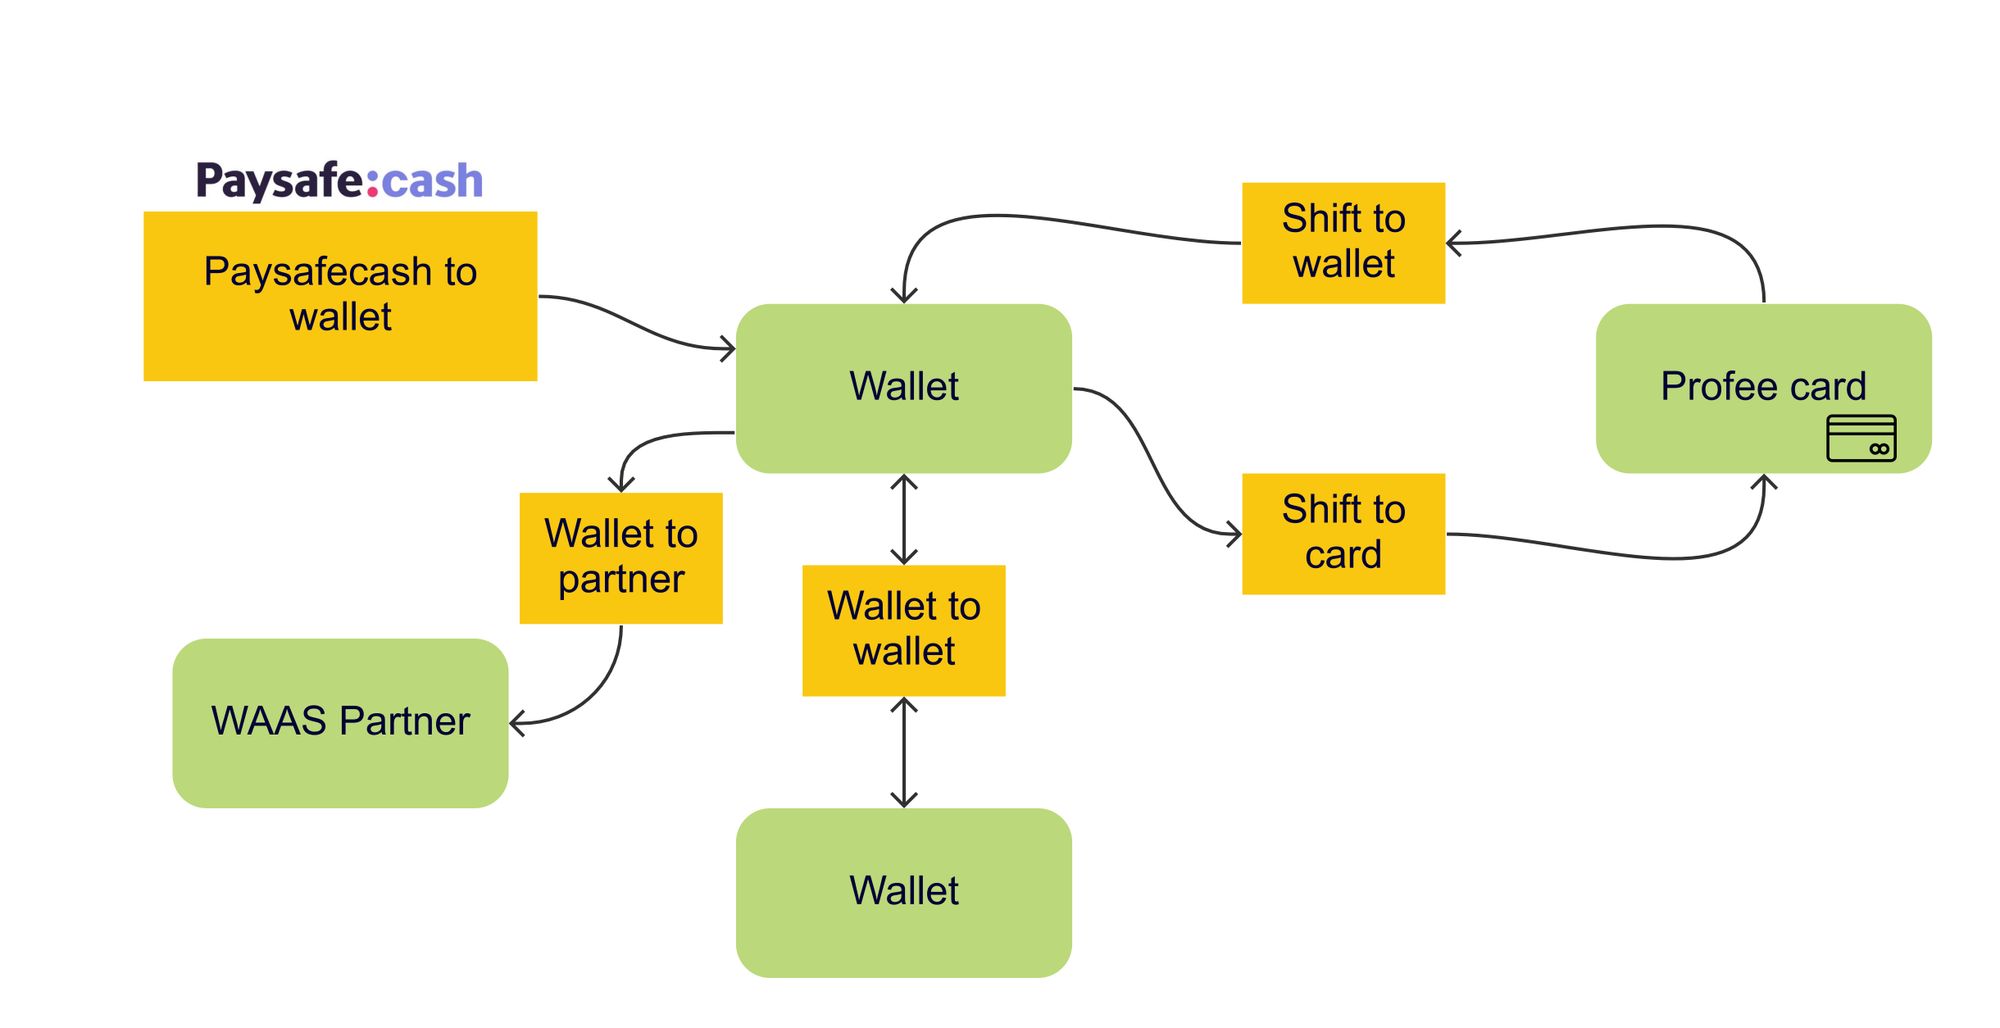 Paysafe:cash
Paysafecash to
wallet
Shift to
wallet
Wallet
Profee card
Wallet to
partner
Shift to
card
Wallet to
wallet
WAAS Partner
Wallet